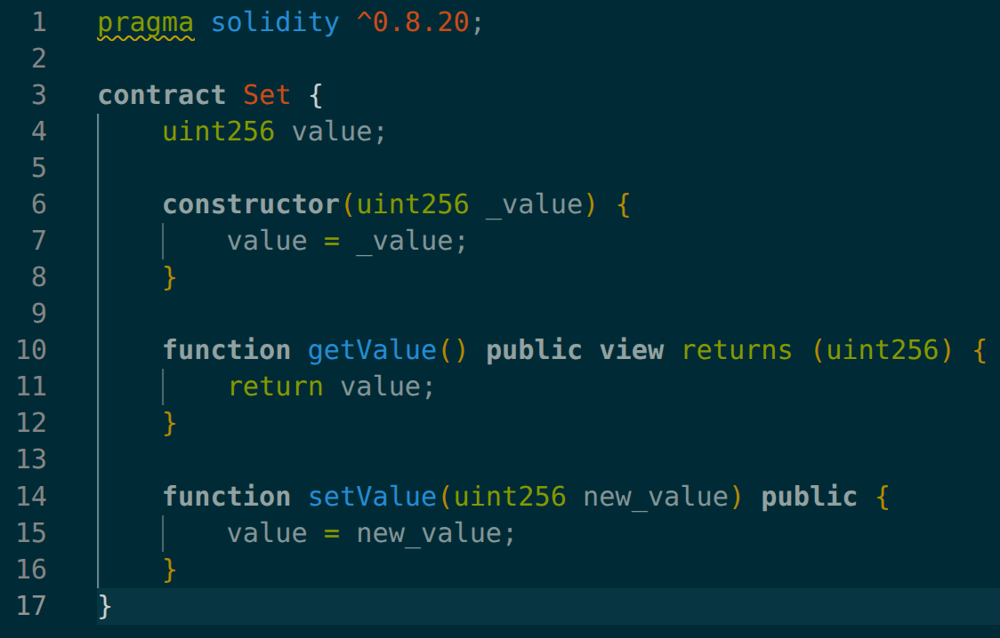 1 pragma solidity ^0.8.20;
2
3 contract Set {
4     uint256 value;
5
6     constructor(uint256 _value) {
7         value = _value;
8     }
9
10     function getValue() public view returns (uint256) {
11         return value;
12     }
13
14     function setValue(uint256 new_value) public {
15         value = new_value;
16     }
17 }